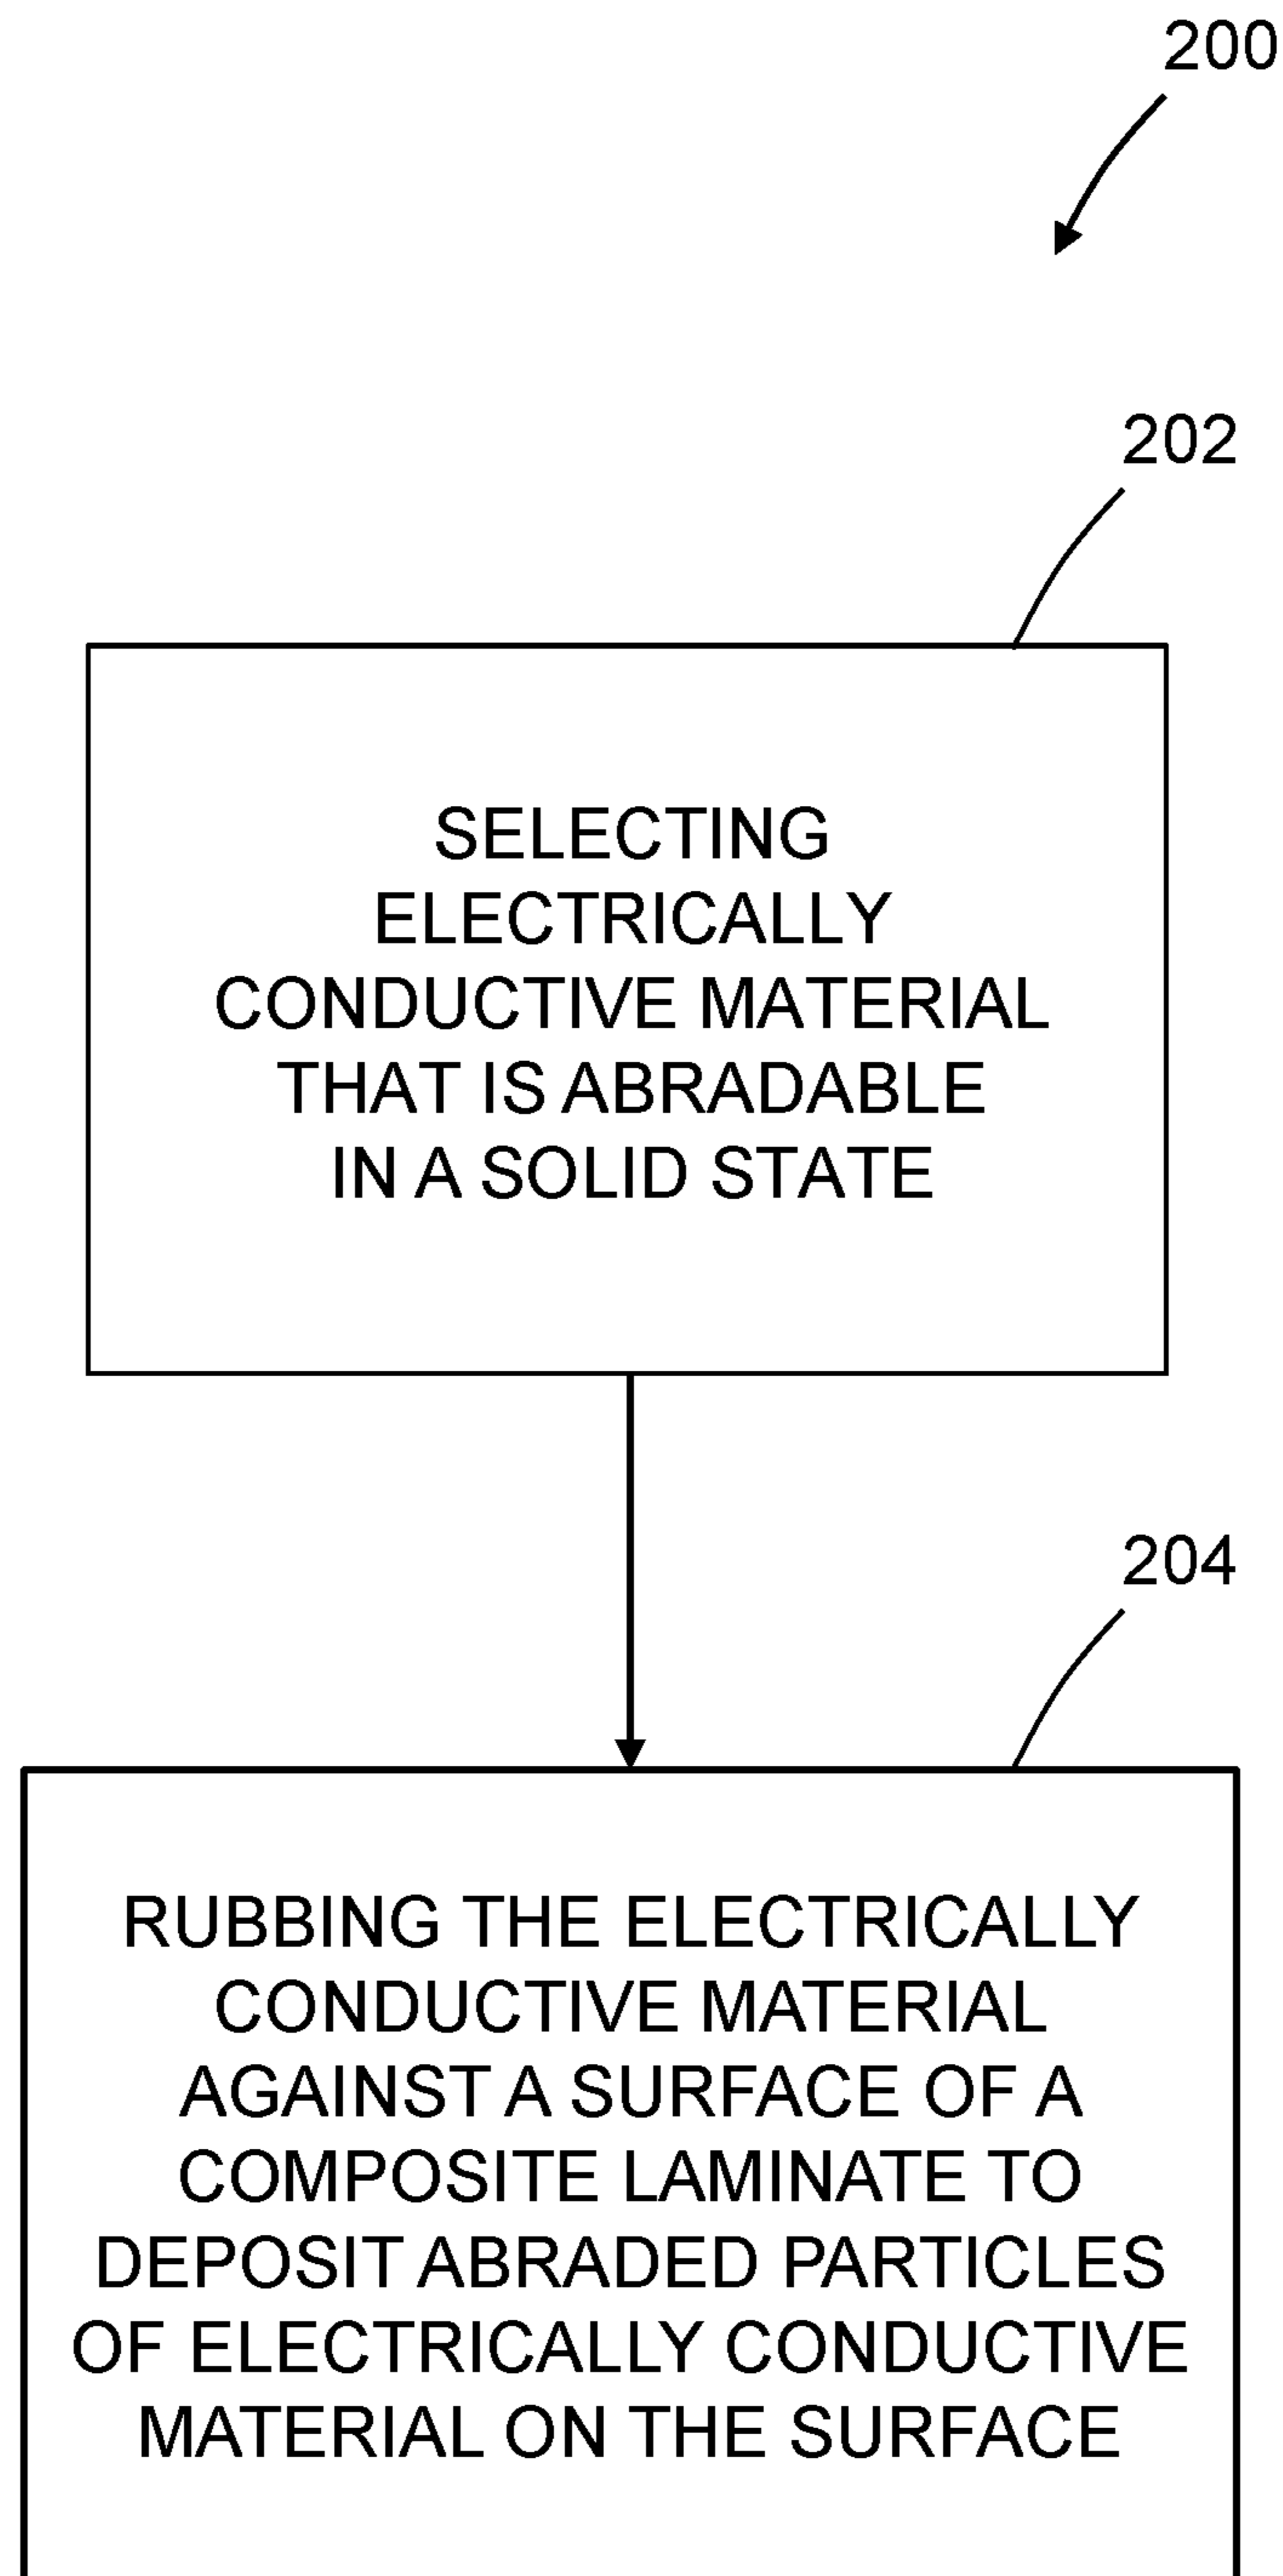 200
202
SELECTING
ELECTRICALLY
CONDUCTIVE MATERIAL
THAT IS ABRADABLE
IN A SOLID STATE
204
RUBBING THE ELECTRICALLY
CONDUCTIVE MATERIAL
AGAINST A SURFACE OF A
COMPOSITE LAMINATE TO
DEPOSIT ABRADED PARTICLES
OF ELECTRICALLY CONDUCTIVE
MATERIAL ON THE SURFACE